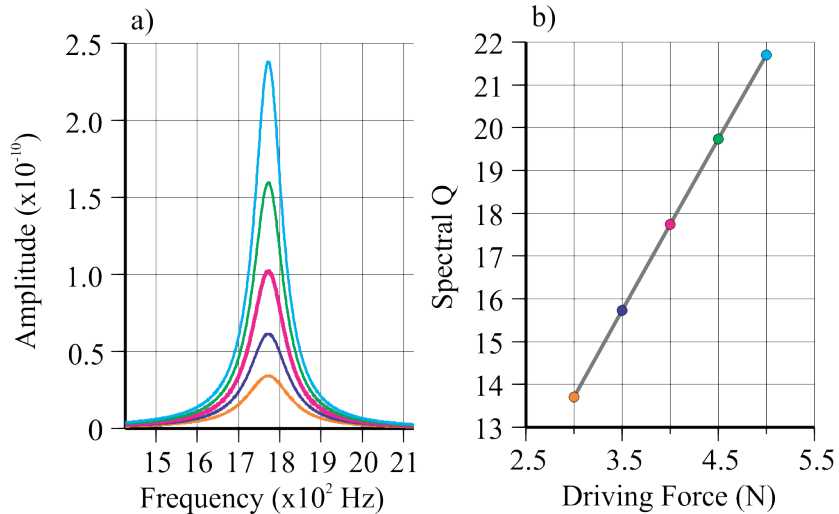 a)
2.5
2.0
1.5
1.0
0.5
0
Amplitude (x10⁻¹⁰)
15 16 17 18 19 20 21
Frequency (x10² Hz)
b)
22
21
20
19
18
17
16
15
14
13
Spectral Q
2.5 3.5 4.5 5.5
Driving Force (N)